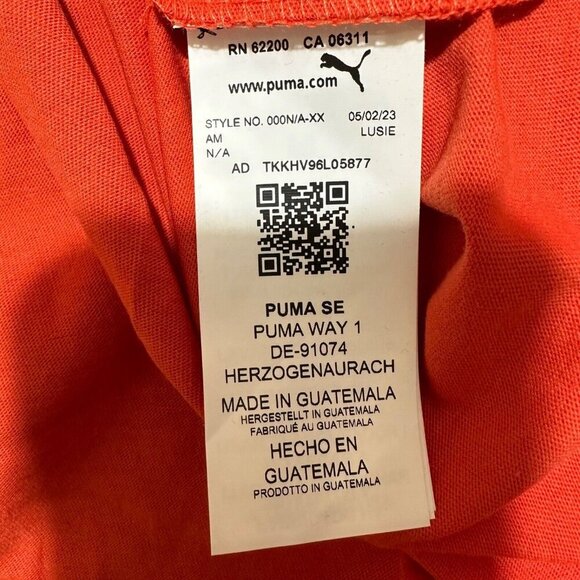 RN 62200 CA 06311
www.puma.com
STYLE NO. 000N/A-XX 05/02/23
AM LUSIE
N/A
AD TKKHV96L05877
PUMA SE
PUMA WAY 1
DE-91074
HERZOGENAURACH
MADE IN GUATEMALA
HERGESTELLT IN GUATEMALA
FABRIQUÉ AU GUATEMALA
HECHO EN
GUATEMALA
PRODOTTO IN GUATEMALA